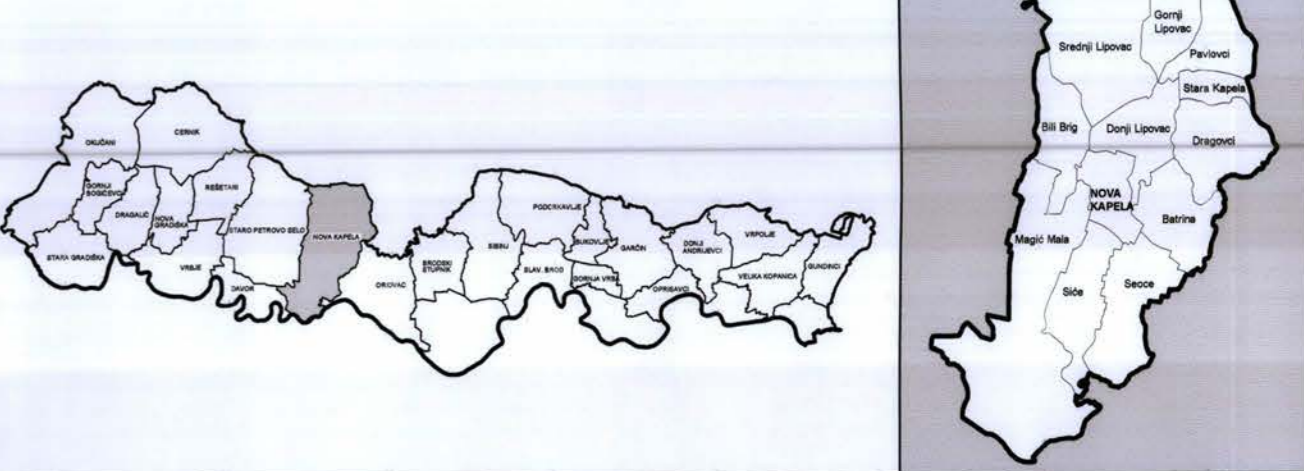 OKUČANI
CERNIK
GORNJI
BOGIĆEVCI
REŠETARI
DRAGALIĆ
NOVA
GRADIŠKA
STARO PETROVO SELO
NOVA KAPELA
STARA GRADIŠKA
VRBJE
DAVOR
ORIOVAC
BRODSKI
STUPNIK
SIBINJ
PODCRKAVLJE
BUKOVLJE
GARČIN
SLAV. BROD
GORNJA VRBA
OPRISAVCI
DONJI
ANDRIJEVCI
VRPOLJE
VELIKA KOPANICA
GUNDINCI
Gornji
Lipovac
Srednji Lipovac
Pavlovci
Stara Kapela
Bili Brig
Donji Lipovac
Dragovci
NOVA
KAPELA
Batrina
Magić Mala
Siče
Seoce